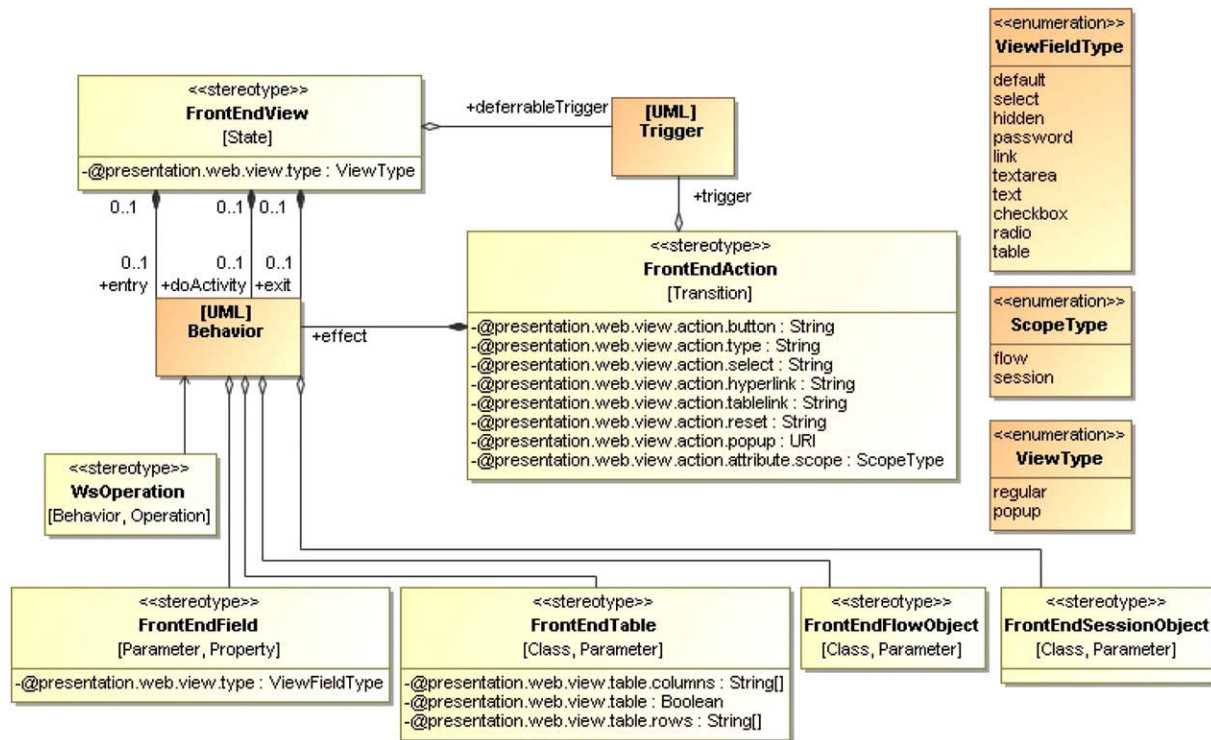 <<stereotype>>
FrontEndView
[State]
-@presentation.web.view.type : ViewType
+deferrableTrigger
[UML]
Trigger
+trigger
0..1
0..1
0..1
0..1
0..1
0..1
+entry
+doActivity
+exit
[UML]
Behavior
+effect
<<stereotype>>
FrontEndAction
[Transition]
-@presentation.web.view.action.button : String
-@presentation.web.view.action.type : String
-@presentation.web.view.action.select : String
-@presentation.web.view.action.hyperlink : String
-@presentation.web.view.action.tablelink : String
-@presentation.web.view.action.reset : String
-@presentation.web.view.action.popup : URI
-@presentation.web.view.action.attribute.scope : ScopeType
<<enumeration>>
ViewFieldType
default
select
hidden
password
link
textarea
text
checkbox
radio
table
<<enumeration>>
ScopeType
flow
session
<<enumeration>>
ViewType
regular
popup
<<stereotype>>
WsOperation
[Behavior, Operation]
<<stereotype>>
FrontEndField
[Parameter, Property]
-@presentation.web.view.type : ViewFieldType
<<stereotype>>
FrontEndTable
[Class, Parameter]
-@presentation.web.view.table.columns : String[]
-@presentation.web.view.table : Boolean
-@presentation.web.view.table.rows : String[]
<<stereotype>>
FrontEndFlowObject
[Class, Parameter]
<<stereotype>>
FrontEndSessionObject
[Class, Parameter]